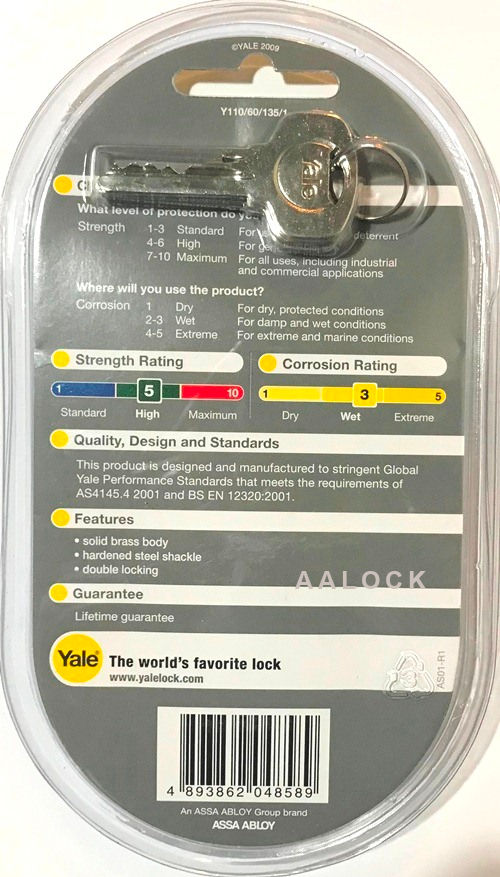 ©YALE 2009
Y110/60/135/1
What level of protection do
Strength 1-3 Standard For
deterrent
4-6 High For
7-10 Maximum For all uses, including industrial
and commercial applications
Where will you use the product?
Corrosion 1 Dry For dry, protected conditions
2-3 Wet For damp and wet conditions
4-5 Extreme For extreme and marine conditions
Strength Rating
1 5 10
Standard High Maximum
Corrosion Rating
1 3 5
Dry Wet Extreme
Quality, Design and Standards
This product is designed and manufactured to stringent Global
Yale Performance Standards that meets the requirements of
AS4145.4 2001 and BS EN 12320:2001.
Features
• solid brass body
• hardened steel shackle
• double locking
AALOCK
Guarantee
Lifetime guarantee
Yale®
The world's favorite lock
www.yalelock.com
AS01-R1
4 893862 048589
An ASSA ABLOY Group brand
ASSA ABLOY